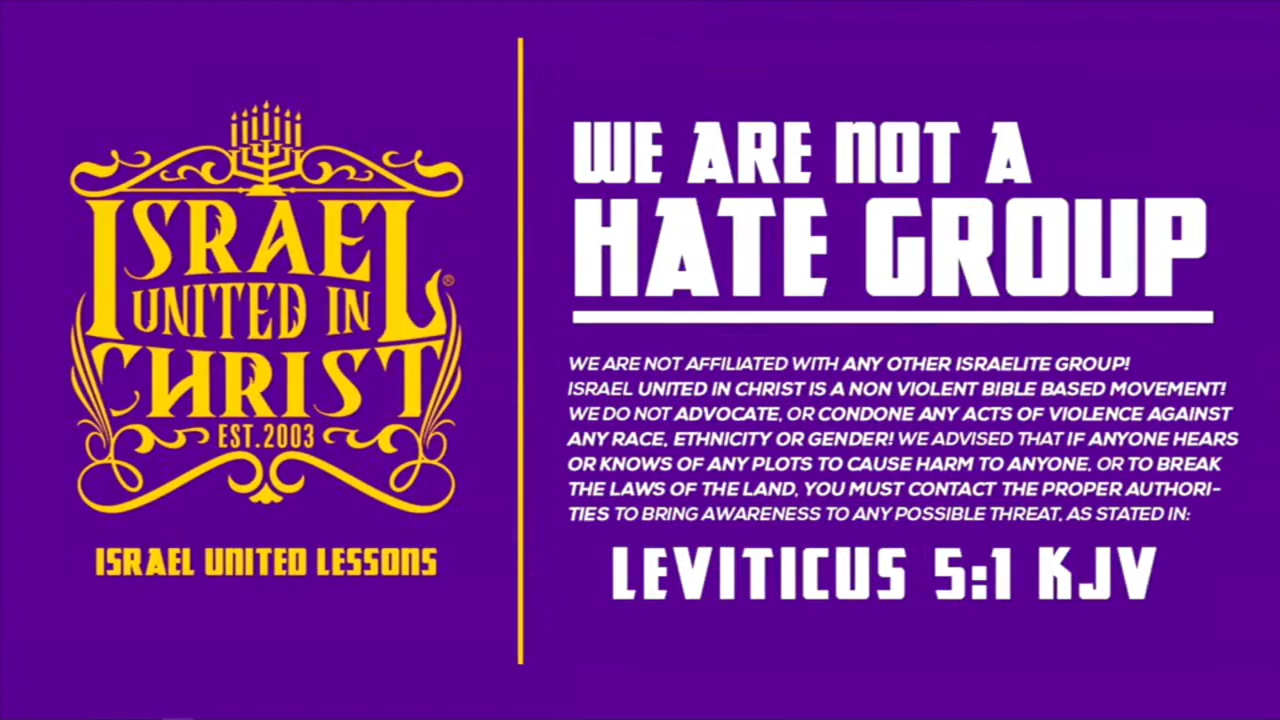 ISRAEL
UNITED IN
CHRIST
®
EST.2003
ISRAEL UNITED LESSONS
WE ARE NOT A
HATE GROUP
WE ARE NOT AFFILIATED WITH ANY OTHER ISRAELITE GROUP!
ISRAEL UNITED IN CHRIST IS A NON VIOLENT BIBLE BASED MOVEMENT!
WE DO NOT ADVOCATE, OR CONDONE ANY ACTS OF VIOLENCE AGAINST
ANY RACE, ETHNICITY OR GENDER! WE ADVISED THAT IF ANYONE HEARS
OR KNOWS OF ANY PLOTS TO CAUSE HARM TO ANYONE, OR TO BREAK
THE LAWS OF THE LAND, YOU MUST CONTACT THE PROPER AUTHORI-
TIES TO BRING AWARENESS TO ANY POSSIBLE THREAT, AS STATED IN:
LEVITICUS 5:1 KJV